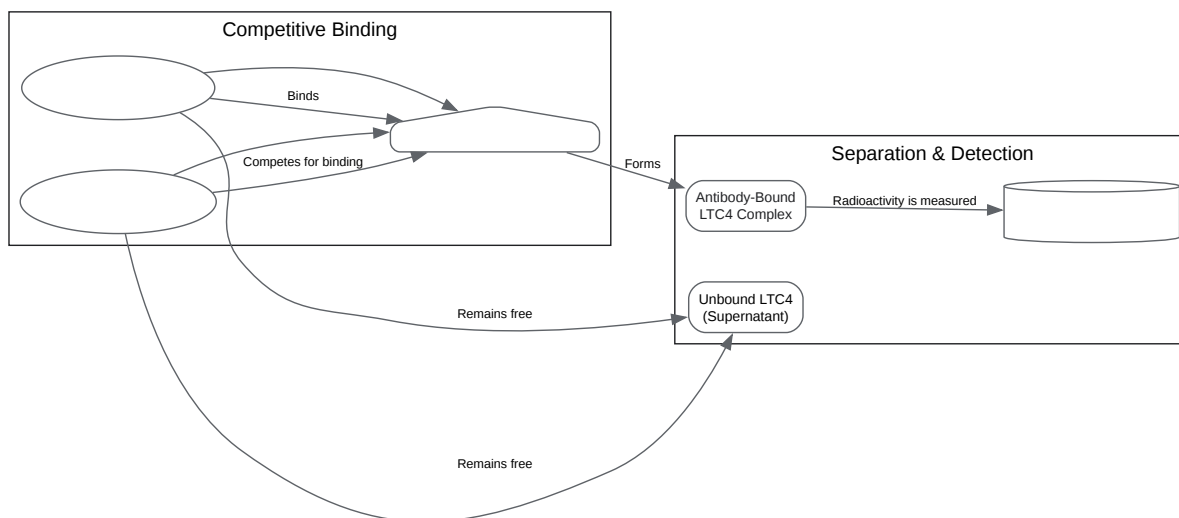 Competitive Binding
Binds
Competes for binding
Forms
Separation & Detection
Antibody-Bound
LTC4 Complex
Radioactivity is measured
Unbound LTC4
(Supernatant)
Remains free
Remains free